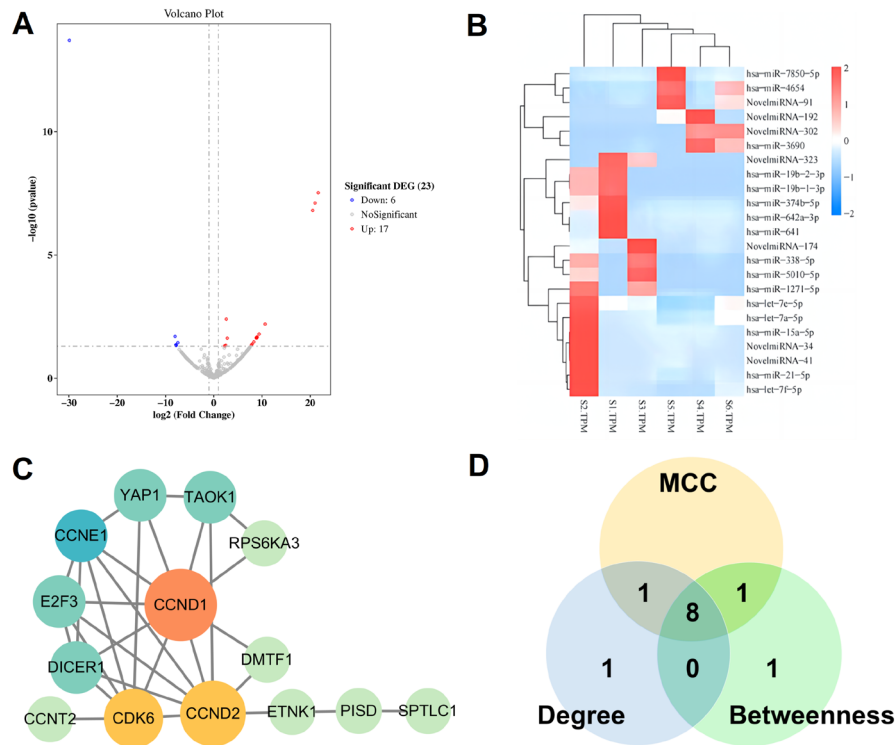 A
Volcano Plot
10
5
0
-30
-20
-10
0
10
20
-log10 (pvalue)
log2 (Fold Change)
Significant DEG (23)
Down: 6
NoSignificant
Up: 17
B
hsa-miR-7850-5p
hsa-miR-4654
NovelmiRNA-91
NovelmiRNA-192
NovelmiRNA-302
hsa-miR-3690
NovelmiRNA-323
hsa-miR-19b-2-3p
hsa-miR-19b-1-3p
hsa-miR-374b-5p
hsa-miR-642a-3p
hsa-miR-641
NovelmiRNA-174
hsa-miR-338-5p
hsa-miR-5010-5p
hsa-miR-1271-5p
hsa-let-7e-5p
hsa-let-7a-5p
hsa-miR-15a-5p
NovelmiRNA-34
NovelmiRNA-41
hsa-miR-21-5p
hsa-let-7f-5p
S2.TPM
S1.TPM
S3.TPM
S5.TPM
S4.TPM
S6.TPM
2
1
0
-1
-2
C
YAP1
TAOK1
CCNE1
RPS6KA3
E2F3
CCND1
DICER1
DMTF1
CCNT2
CDK6
CCND2
ETNK1
PISD
SPTLC1
D
MCC
1
1
8
1
0
1
Degree
Betweenness